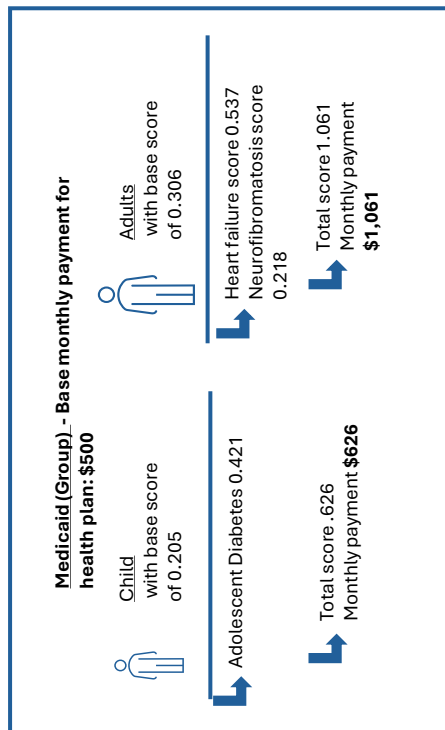 Medicaid (Group) - Base monthly payment for
health plan: $500
Child
with base score
of 0.205
Adolescent Diabetes 0.421
Total score .626
Monthly payment $626
Adults
with base score
of 0.306
Heart failure score 0.537
Neurofibromatosis score
0.218
Total score 1.061
Monthly payment
$1,061